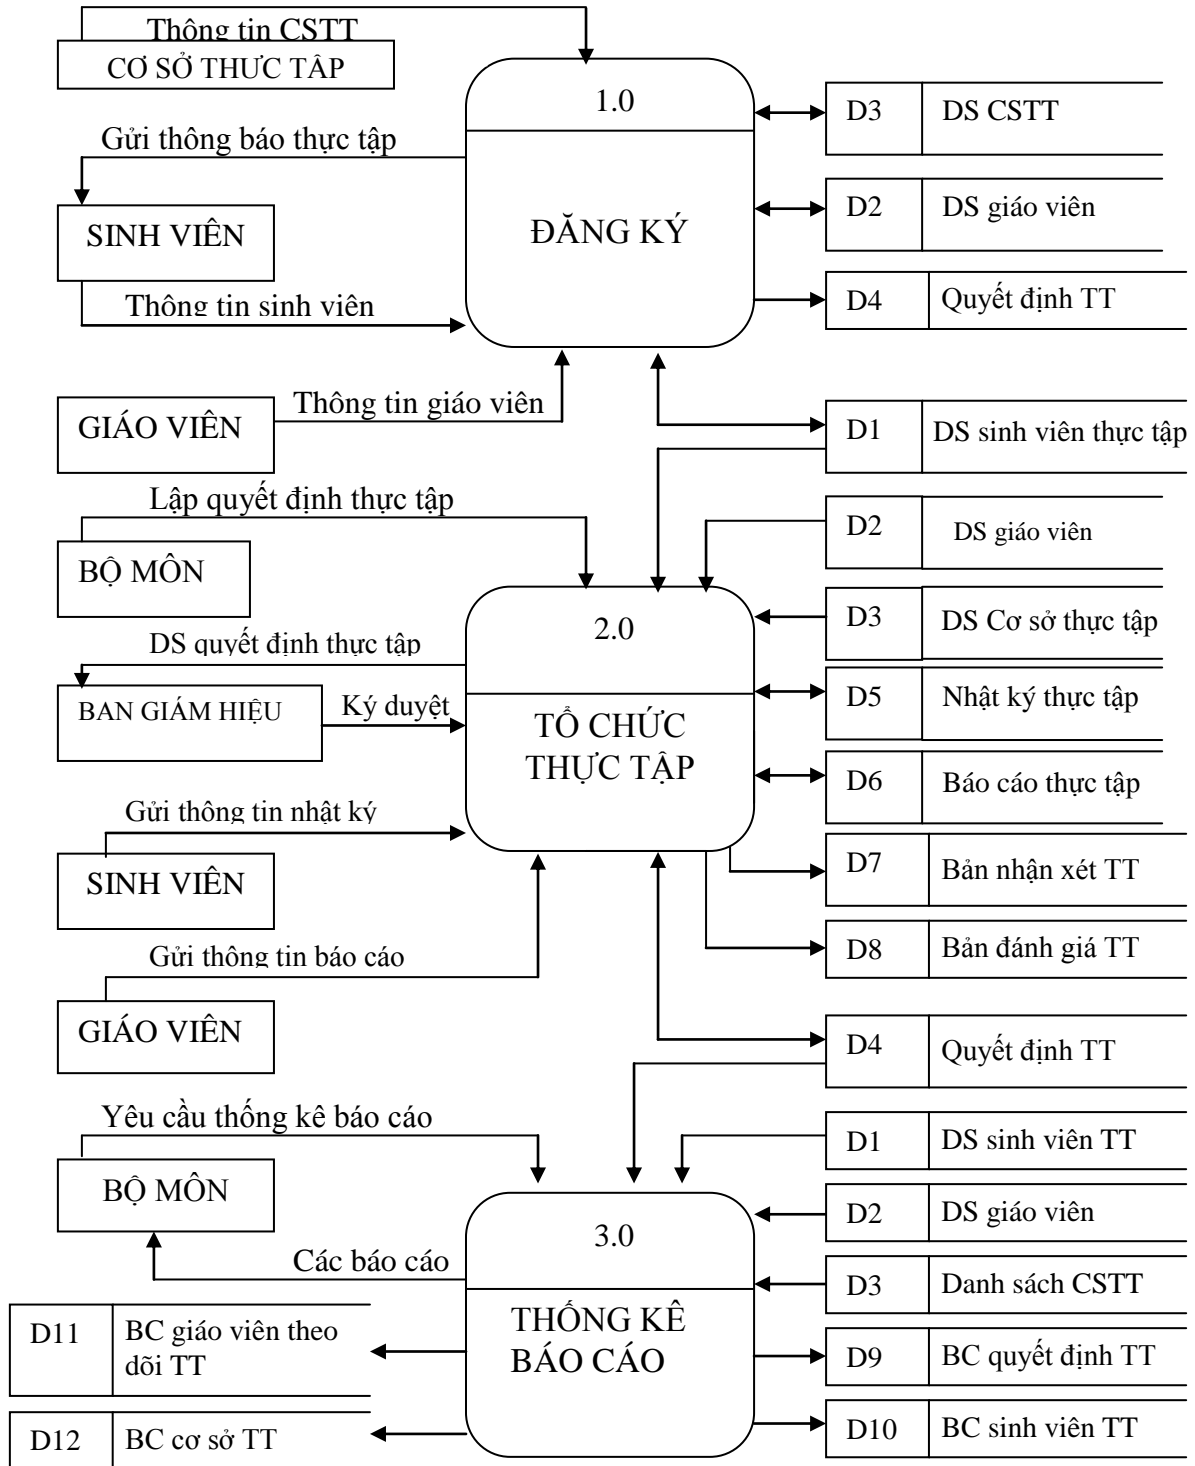 Thông tin CSTT
CƠ SỞ THƯC TÂP
1.0
D3 DS CSTT
Gửi thông báo thực tập
D2 DS giáo viên
SINH VIÊN
ĐĂNG KÝ
Thông tin sinh viên
D4 Quyết định TT
Thông tin giáo viên
GIÁO VIÊN
D1 DS sinh viên thực tập
Lập quyết định thực tập
D2 DS giáo viên
BỘ MÔN
2.0
D3 DS Cơ sở thực tập
DS quyết định thực tập
BAN GIÁM HIỆU
Ký duyệt
D5 Nhật ký thực tập
TỔ CHỨC
THỰC TẬP
D6 Báo cáo thực tập
Gửi thông tin nhật ký
SINH VIÊN
D7 Bản nhận xét TT
Gửi thông tin báo cáo
D8 Bản đánh giá TT
GIÁO VIÊN
D4 Quyết định TT
Yêu cầu thống kê báo cáo
D1 DS sinh viên TT
BỘ MÔN
D2 DS giáo viên
3.0
Các báo cáo
D3 Danh sách CSTT
THỐNG KÊ
BÁO CÁO
D11 BC giáo viên theo
dõi TT
D9 BC quyết định TT
D12 BC cơ sở TT
D10 BC sinh viên TT